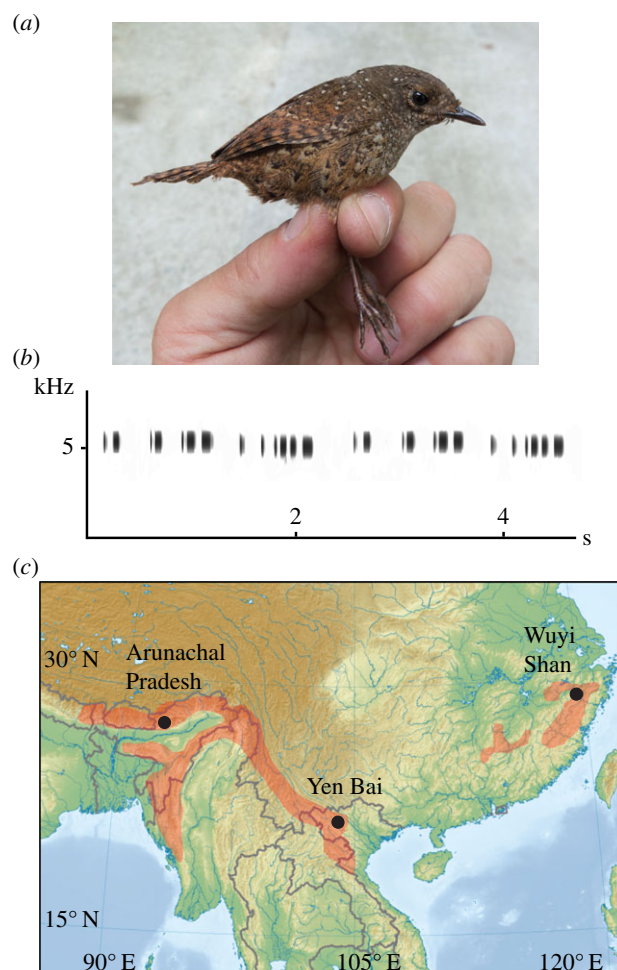 (a)
(b)
kHz
5
2
4
s
(c)
30° N
Arunachal
Pradesh
Wuyi
Shan
Yen Bai
15° N
90° E
105° E
120° E